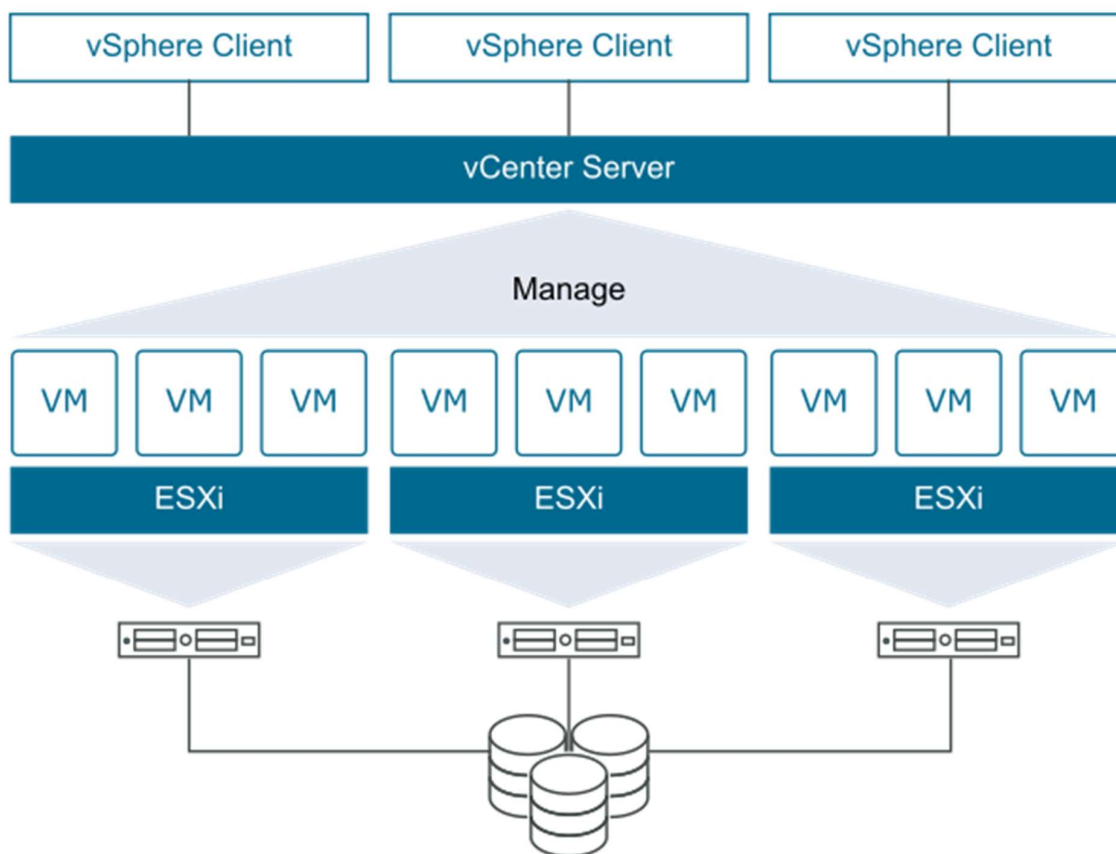 vSphere Client
vSphere Client
vSphere Client
vCenter Server
Manage
VM
VM
VM
VM
VM
VM
VM
VM
VM
ESXi
ESXi
ESXi